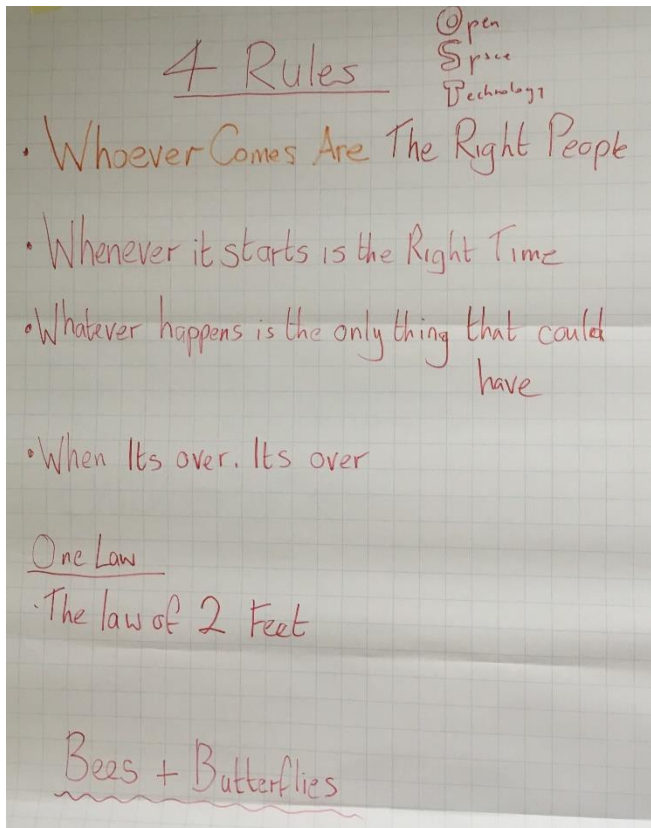 4 Rules
Open
Space
Technology
• Whoever Comes Are The Right People
• Whenever it starts is the Right Time
• Whatever happens is the only thing that could
have
• When Its over. Its over
One Law
• The law of 2 Feet
Bees + Butterflies